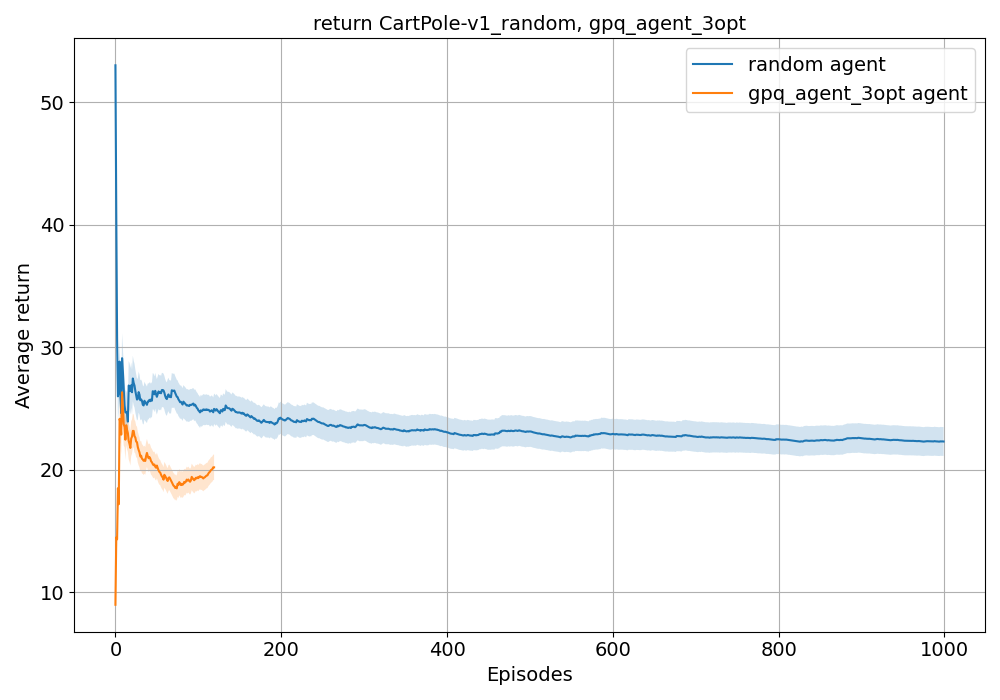 return CartPole-v1_random, gpq_agent_3opt
random agent
gpq_agent_3opt agent
Average return
50
40
30
20
10
0
200
400
600
800
1000
Episodes